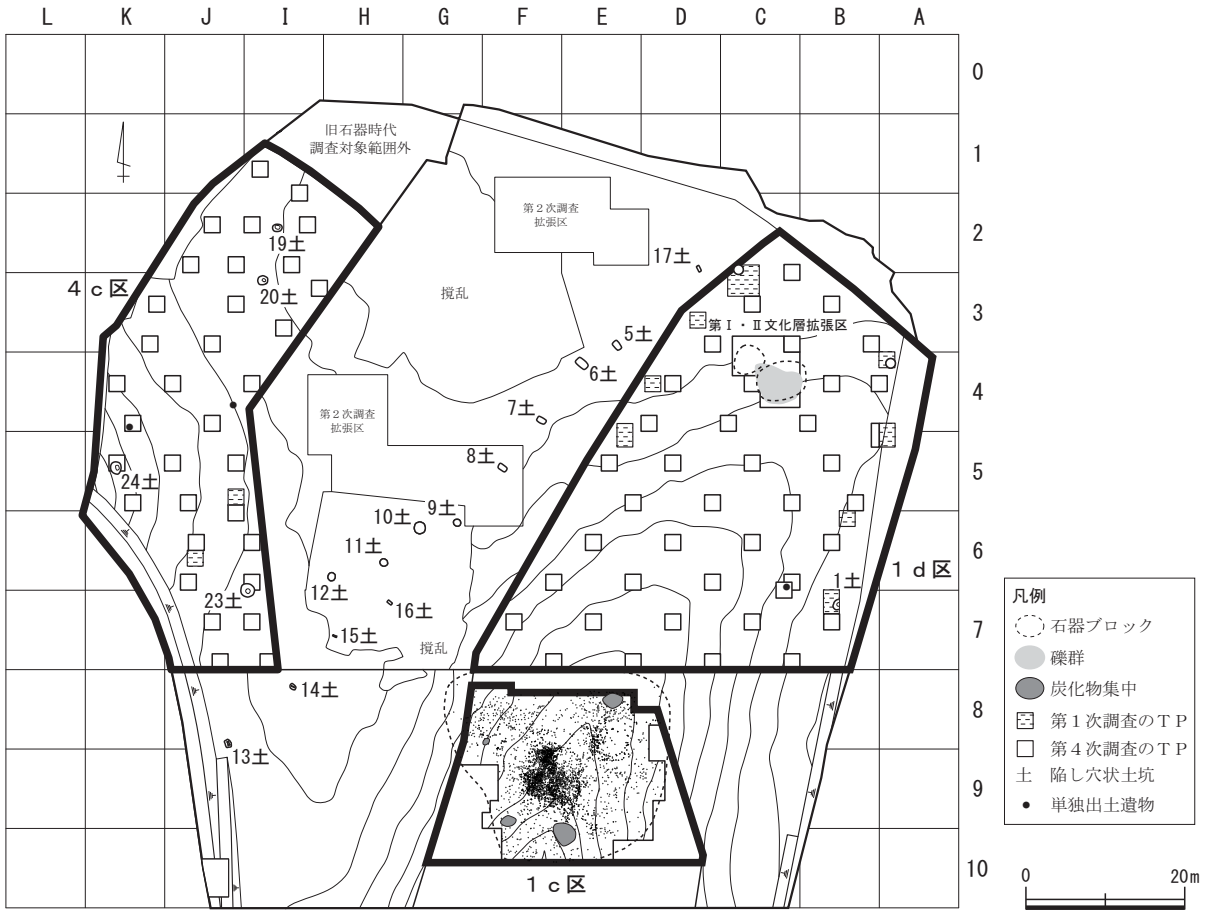 L K J I H G F E D C B A
0
1
2
3
4
5
6
7
8
9
10
旧石器時代
調査対象範囲外
第2次調査
拡張区
17土
19土
4c区
20土
撹乱
第Ⅰ・Ⅱ文化層拡張区
5土
6土
第2次調査
拡張区
7土
8土
24土
9土
10土
11土
12土
16土
23土
15土
撹乱
1土
1d区
14土
13土
1c区
凡例
石器ブロック
礫群
炭化物集中
第1次調査のTP
第4次調査のTP
土 陥し穴状土坑
単独出土遺物
0 20m